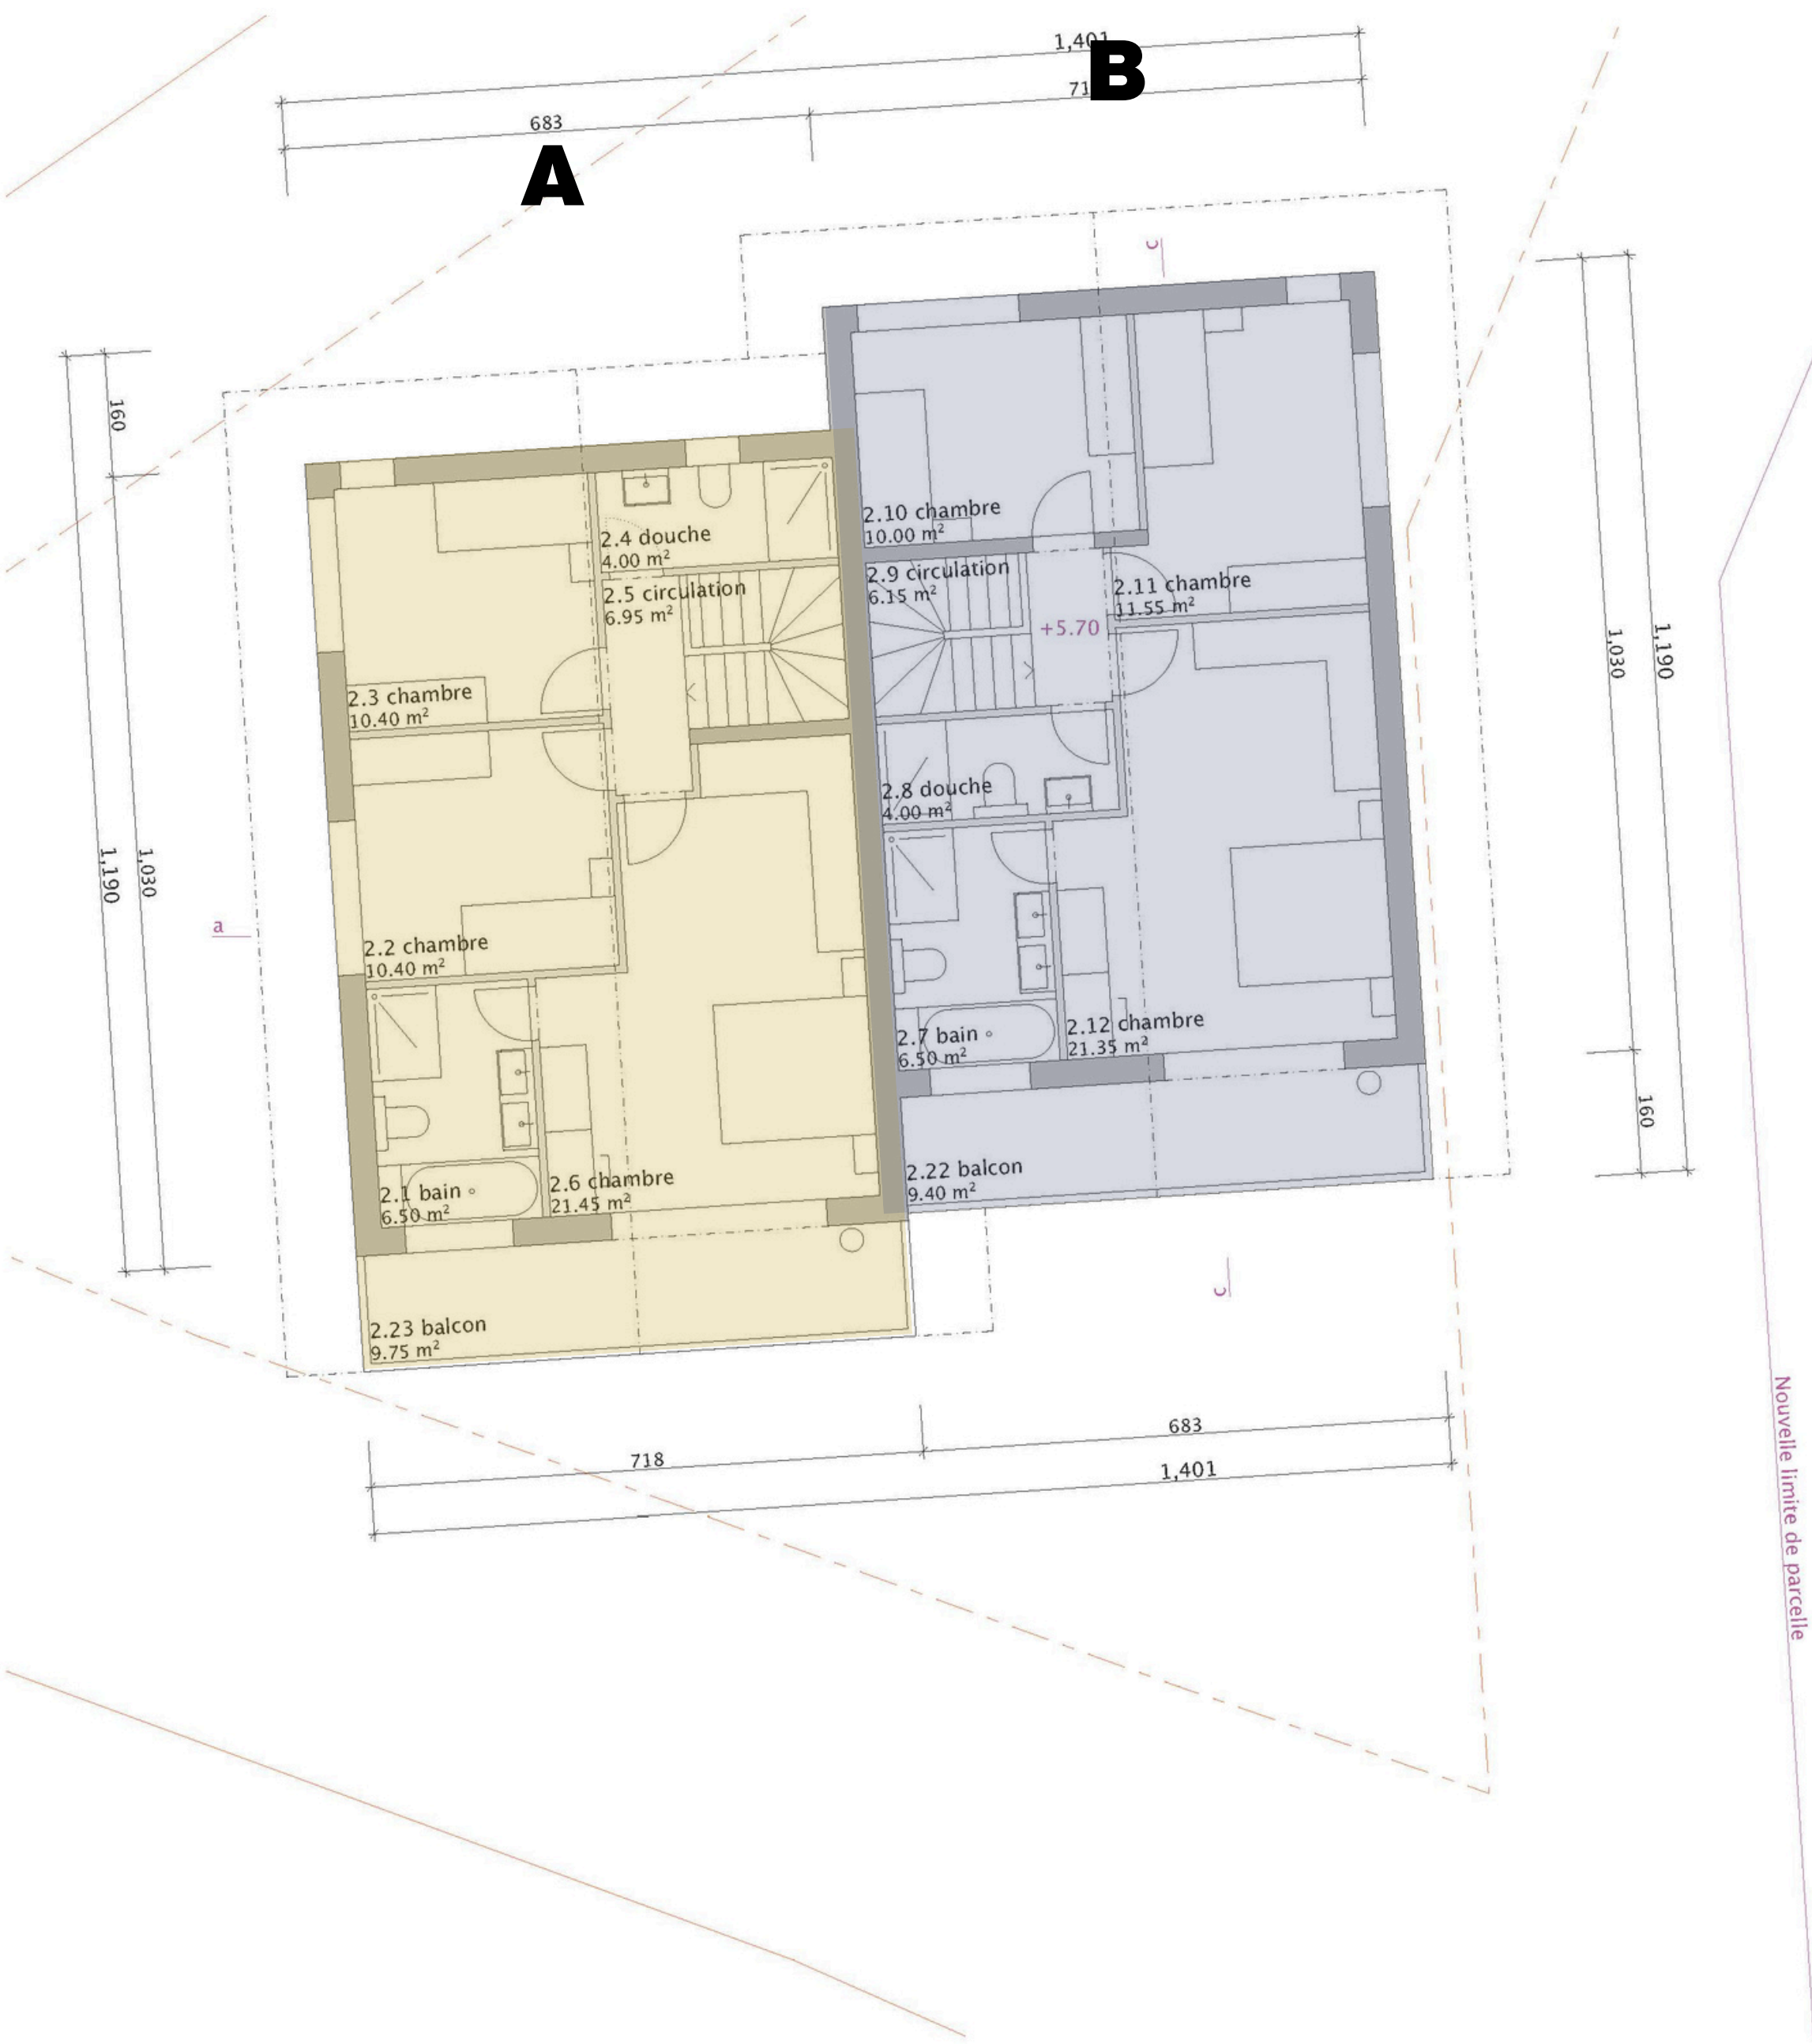 1,401
B
683
A
c
160
2.10 chambre
10.00 m²
2.4 douche
4.00 m²
2.9 circulation
6.15 m²
2.5 circulation
6.95 m²
2.11 chambre
11.55 m²
+5.70
1,030
1,190
2.3 chambre
10.40 m²
2.8 douche
4.00 m²
1,190
1,030
a
2.2 chambre
10.40 m²
2.7 bain
6.50 m²
2.12 chambre
21.35 m²
160
2.1 bain
6.50 m²
2.6 chambre
21.45 m²
2.22 balcon
9.40 m²
c
2.23 balcon
9.75 m²
718
683
1,401
Nouvelle limite de parcelle